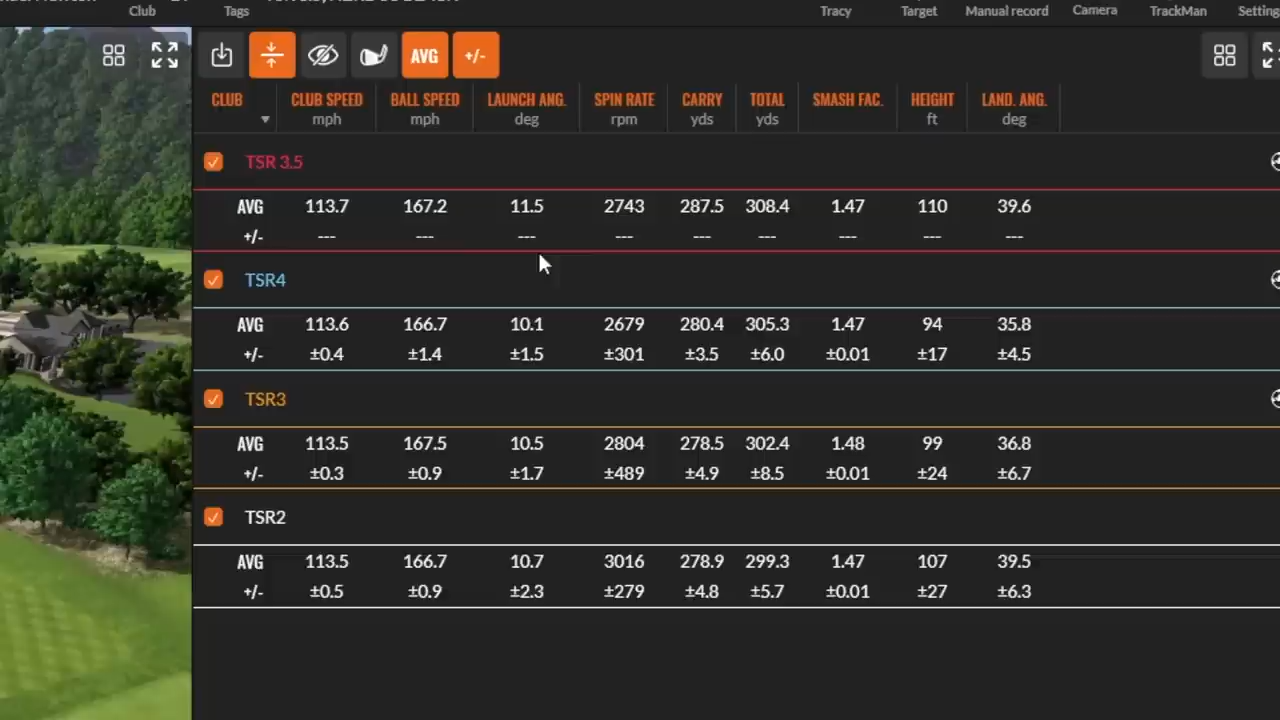 Club Tags Tracy Target Manual record Camera TrackMan
AVG +/-
CLUB CLUB SPEED BALL SPEED LAUNCH ANG. SPIN RATE CARRY TOTAL SMASH FAC. HEIGHT LAND. ANG.
mph mph deg rpm yds yds ft deg
TSR 3.5
AVG 113.7 167.2 11.5 2743 287.5 308.4 1.47 110 39.6
+/- --- --- --- --- --- --- --- --- ---
TSR4
AVG 113.6 166.7 10.1 2679 280.4 305.3 1.47 94 35.8
+/- ±0.4 ±1.4 ±1.5 ±301 ±3.5 ±6.0 ±0.01 ±17 ±4.5
TSR3
AVG 113.5 167.5 10.5 2804 278.5 302.4 1.48 99 36.8
+/- ±0.3 ±0.9 ±1.7 ±489 ±4.9 ±8.5 ±0.01 ±24 ±6.7
TSR2
AVG 113.5 166.7 10.7 3016 278.9 299.3 1.47 107 39.5
+/- ±0.5 ±0.9 ±2.3 ±279 ±4.8 ±5.7 ±0.01 ±27 ±6.3